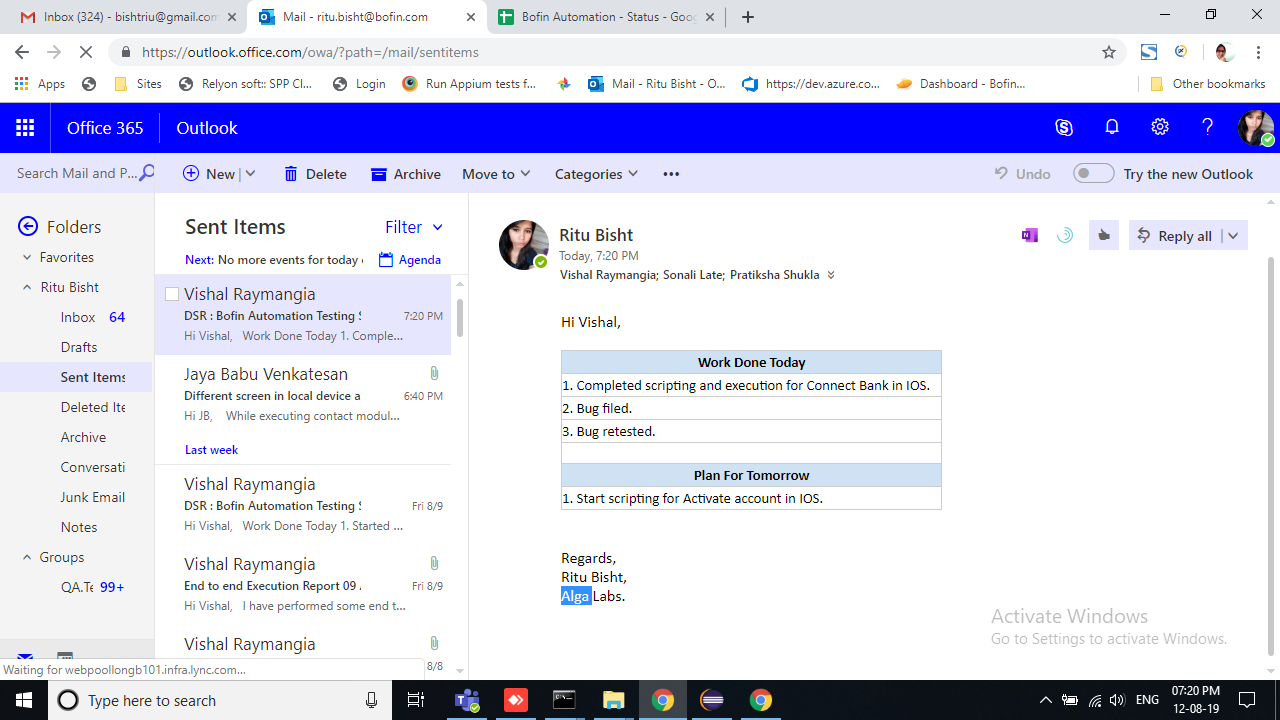 Inbox (324) - bishtriu@gmail.com
Mail - ritu.bisht@bofin.com
Bofin Automation - Status - Goo
https://outlook.office.com/owa/?path=/mail/sentitems
Apps
Sites
Relyon soft:: SPP Cl...
Login
Run Appium tests f...
Mail - Ritu Bisht - O...
https://dev.azure.co...
Dashboard - Bofin...
Other bookmarks
Office 365
Outlook
Search Mail and P...
New
Delete
Archive
Move to
Categories
Undo
Try the new Outlook
Folders
Favorites
Ritu Bisht
Inbox 64
Drafts
Sent Items
Deleted Ite
Archive
Conversati
Junk Email
Notes
Groups
QA.Te 99+
Sent Items
Filter
Next: No more events for today
Agenda
Vishal Raymangia
DSR : Bofin Automation Testing S 7:20 PM
Hi Vishal, Work Done Today 1. Comple...
Jaya Babu Venkatesan
Different screen in local device a 6:40 PM
Hi JB, While executing contact modul...
Last week
Vishal Raymangia
DSR : Bofin Automation Testing S Fri 8/9
Hi Vishal, Work Done Today 1. Started ...
Vishal Raymangia
End to end Execution Report 09 Fri 8/9
Hi Vishal, I have performed some end t...
Vishal Raymangia
8/8
Ritu Bisht
Today, 7:20 PM
Vishal Raymangia; Sonali Late; Pratiksha Shukla
Reply all
Hi Vishal,
Work Done Today
1. Completed scripting and execution for Connect Bank in IOS.
2. Bug filed.
3. Bug retested.
Plan For Tomorrow
1. Start scripting for Activate account in IOS.
Regards,
Ritu Bisht,
Alga Labs.
Activate Windows
Go to Settings to activate Windows.
Waiting for webpoollongb101.infra.lync.com...
Type here to search
ENG
07:20 PM
12-08-19